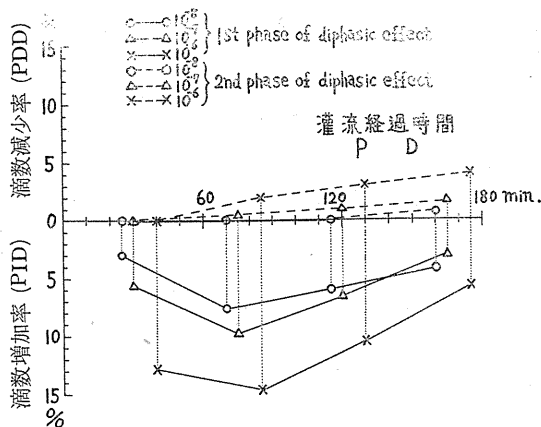 %
○—○ 10⁻⁸
△—△ 10⁻⁷ } 1st phase of diphasic effect
×—× 10⁻⁶
○--○ 10⁻⁸
△--△ 10⁻⁷ } 2nd phase of diphasic effect
×--× 10⁻⁶
灌流経過時間
P D
滴数減少率 (PDD)
15
10
5
0
60
120
180 min.
滴数増加率 (PID)
5
10
15
%